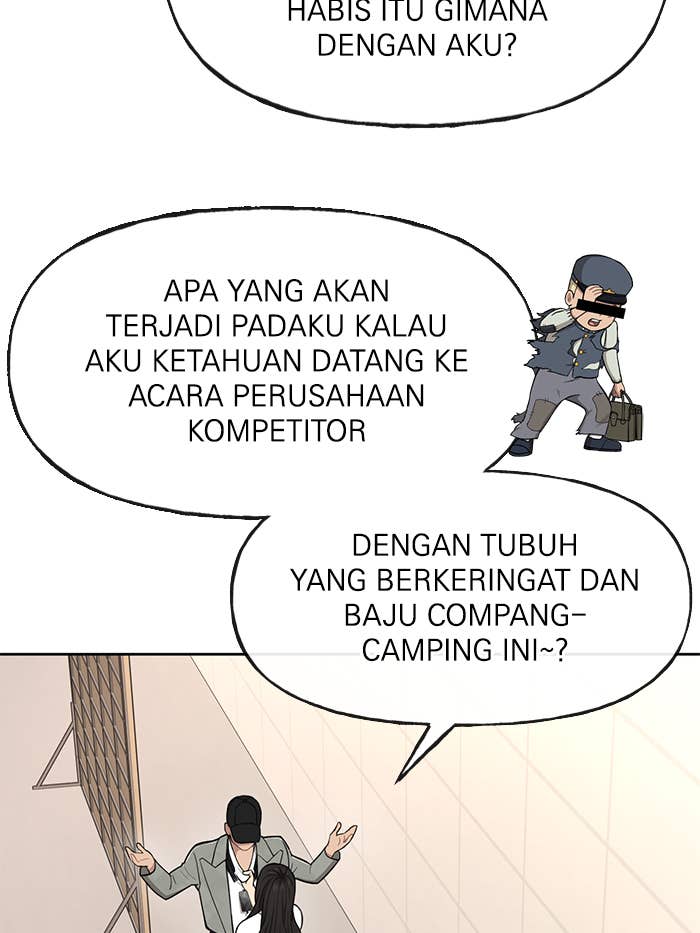 HABIS ITU GIMANA
DENGAN AKU?
APA YANG AKAN
TERJADI PADAKU KALAU
AKU KETAHUAN DATANG KE
ACARA PERUSAHAAN
KOMPETITOR
DENGAN TUBUH
YANG BERKERINGAT DAN
BAJU COMPANG-
CAMPING INI~?